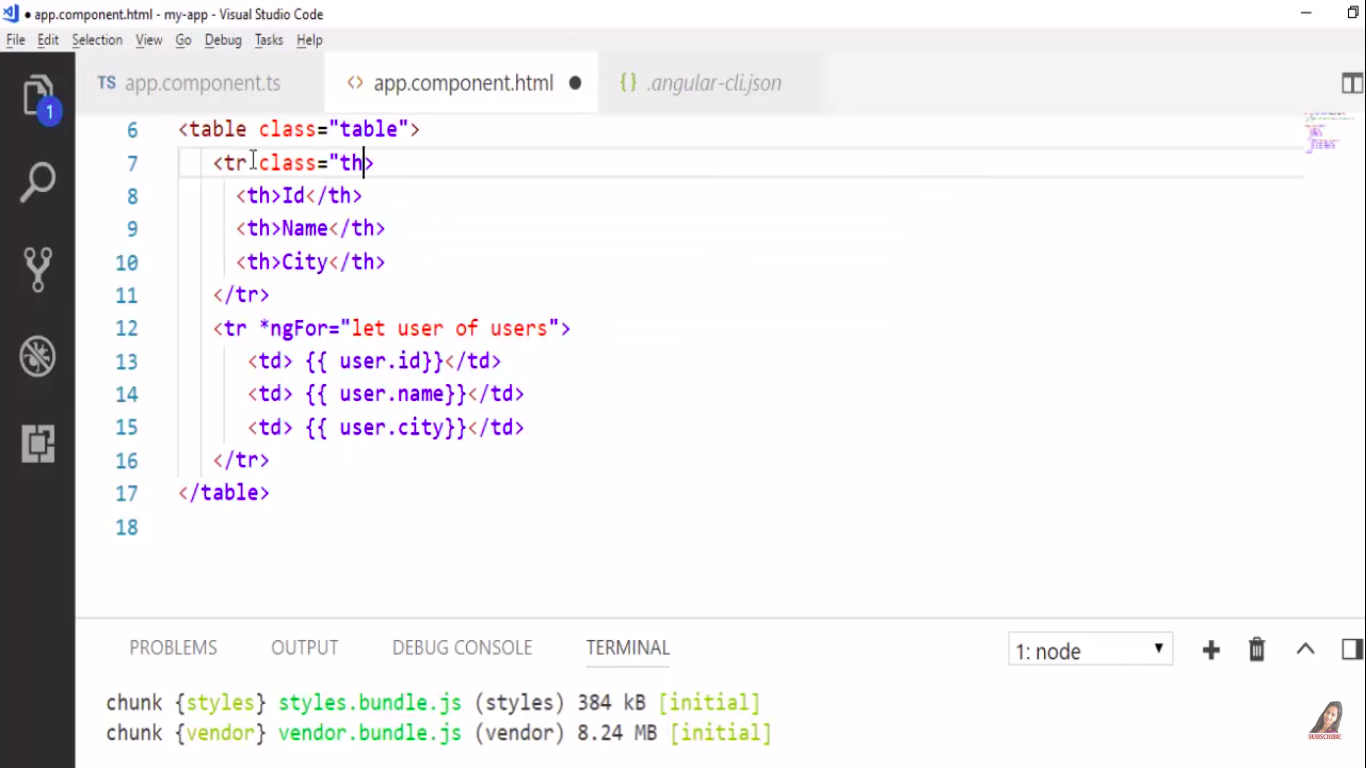 ● app.component.html - my-app - Visual Studio Code
File Edit Selection View Go Debug Tasks Help
1
TS app.component.ts <> app.component.html ● {} .angular-cli.json
6 <table class="table">
7 <tr class="th>
8 <th>Id</th>
9 <th>Name</th>
10 <th>City</th>
11 </tr>
12 <tr *ngFor="let user of users">
13 <td> {{ user.id}}</td>
14 <td> {{ user.name}}</td>
15 <td> {{ user.city}}</td>
16 </tr>
17 </table>
18
PROBLEMS OUTPUT DEBUG CONSOLE TERMINAL 1: node
chunk {styles} styles.bundle.js (styles) 384 kB [initial]
chunk {vendor} vendor.bundle.js (vendor) 8.24 MB [initial]
SUBSCRIBE